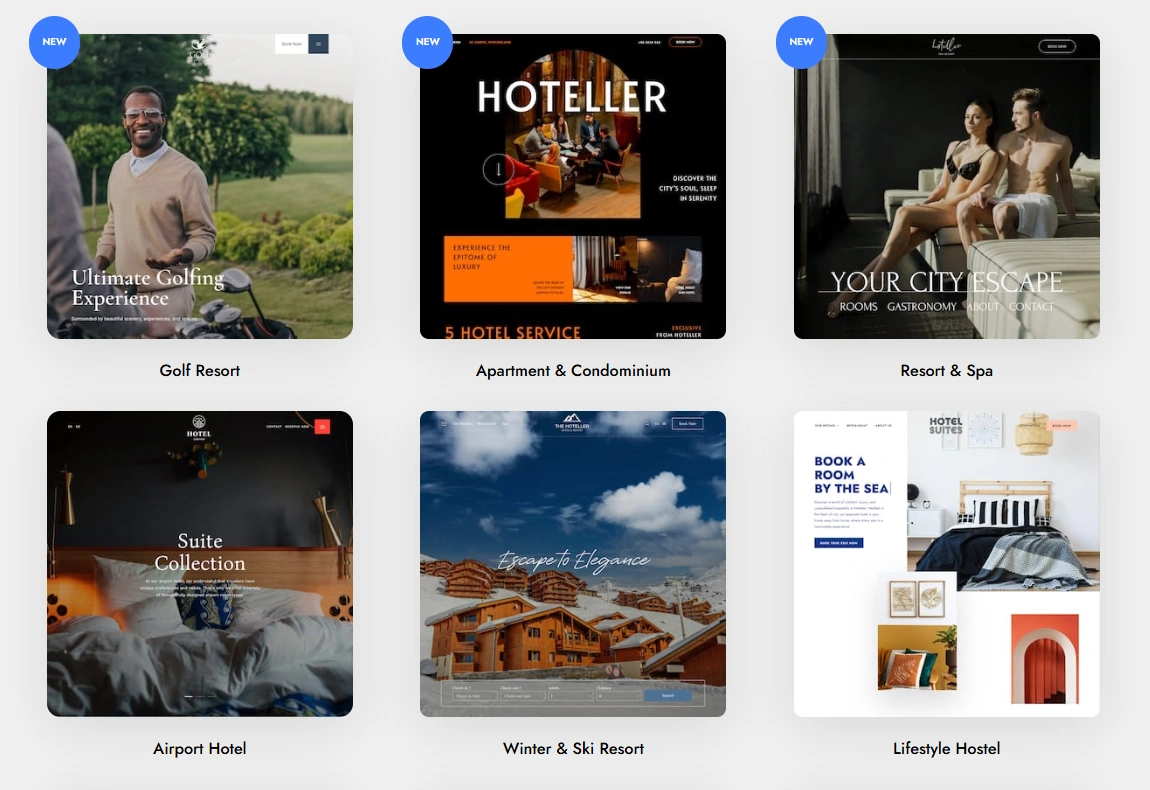 NEW
NEW
NEW
Book Now
Ultimate Golfing
Experience
Surrounded by beautiful scenery, experiences, and spaces
Golf Resort
BOOK NOW
HOTELLER
DISCOVER THE
CITY'S SOUL, SLEEP
IN SERENITY
EXPERIENCE THE
EPITOME OF
LUXURY
5 HOTEL SERVICE
EXCLUSIVE
FROM HOTELLER
Apartment & Condominium
hoteller
BOOK NOW
YOUR CITY ESCAPE
ROOMS GASTRONOMY ABOUT CONTACT
Resort & Spa
HOTEL
CONTACT RESERVE NOW
Suite
Collection
At our airport hotel, we understand that travelers have
unique preferences and needs. That's why we offer a variety
of thoughtfully designed airport room types
Airport Hotel
THE HOTELLER
Book Now
Escape to Elegance
Search
Winter & Ski Resort
OUR ROOMS RESTAURANT ABOUT US
HOTEL
SUITES
BOOK NOW
BOOK A
ROOM
BY THE SEA
BOOK YOUR STAY NOW
Lifestyle Hostel